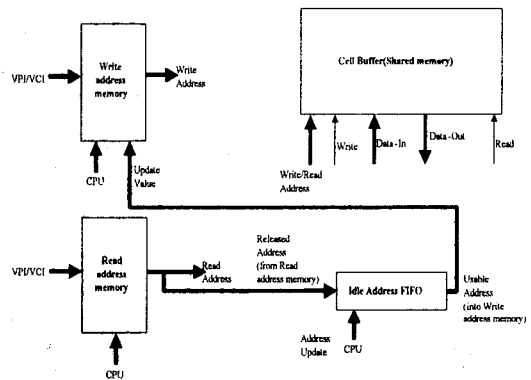 Write
address
memory
VPI/VCI
Write
Address
CPU
Update
Value
Cell Buffer(Shared memory)
Write/Read
Address
Write
Data-In
Data-Out
Read
Read
address
memory
VPI/VCI
Read
Address
CPU
Released
Address
(from Read
address memory)
Idle Address FIFO
Address
Update
CPU
Usable
Address
(into Write
address memory)